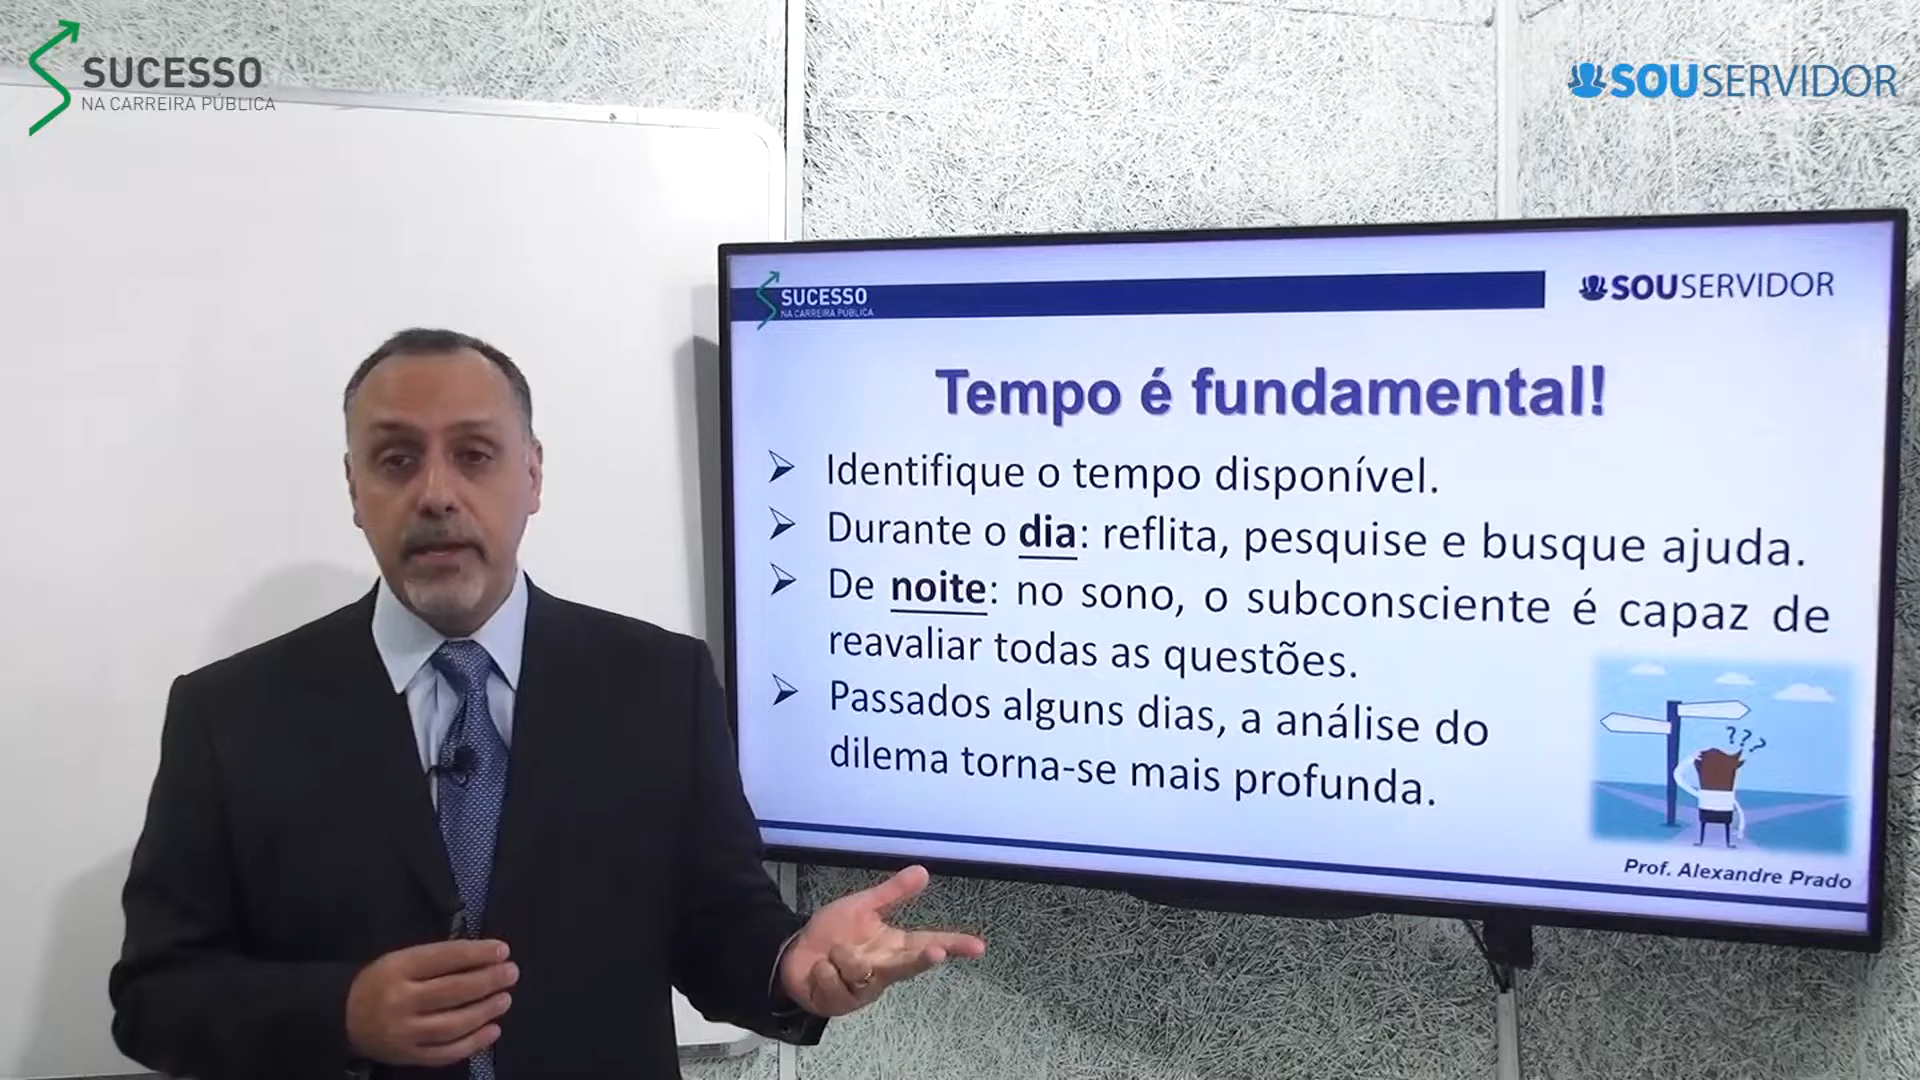 SUCESSO
NA CARREIRA PÚBLICA
SOUSERVIDOR
SUCESSO
NA CARREIRA PÚBLICA
SOUSERVIDOR
Tempo é fundamental!
Identifique o tempo disponível.
Durante o dia: reflita, pesquise e busque ajuda.
De noite: no sono, o subconsciente é capaz de
reavaliar todas as questões.
Passados alguns dias, a análise do
dilema torna-se mais profunda.
???
Prof. Alexandre Prado